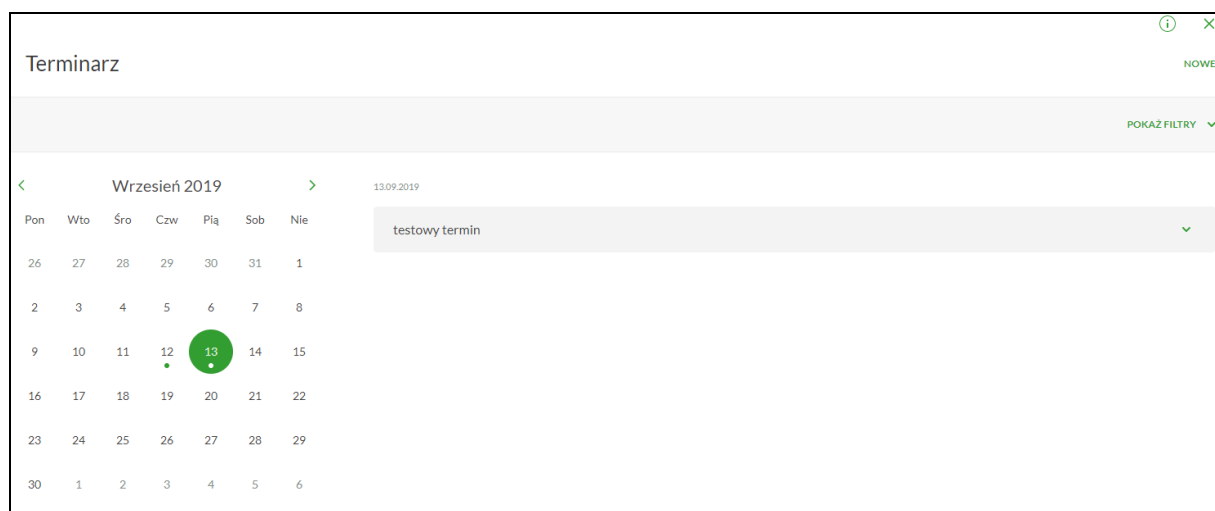 Terminarz
NOWE
POKAŻ FILTRY
Wrzesień 2019
Pon Wto Śro Czw Pią Sob Nie
26 27 28 29 30 31 1
2 3 4 5 6 7 8
9 10 11 12 13 14 15
16 17 18 19 20 21 22
23 24 25 26 27 28 29
30 1 2 3 4 5 6
13.09.2019
testowy termin